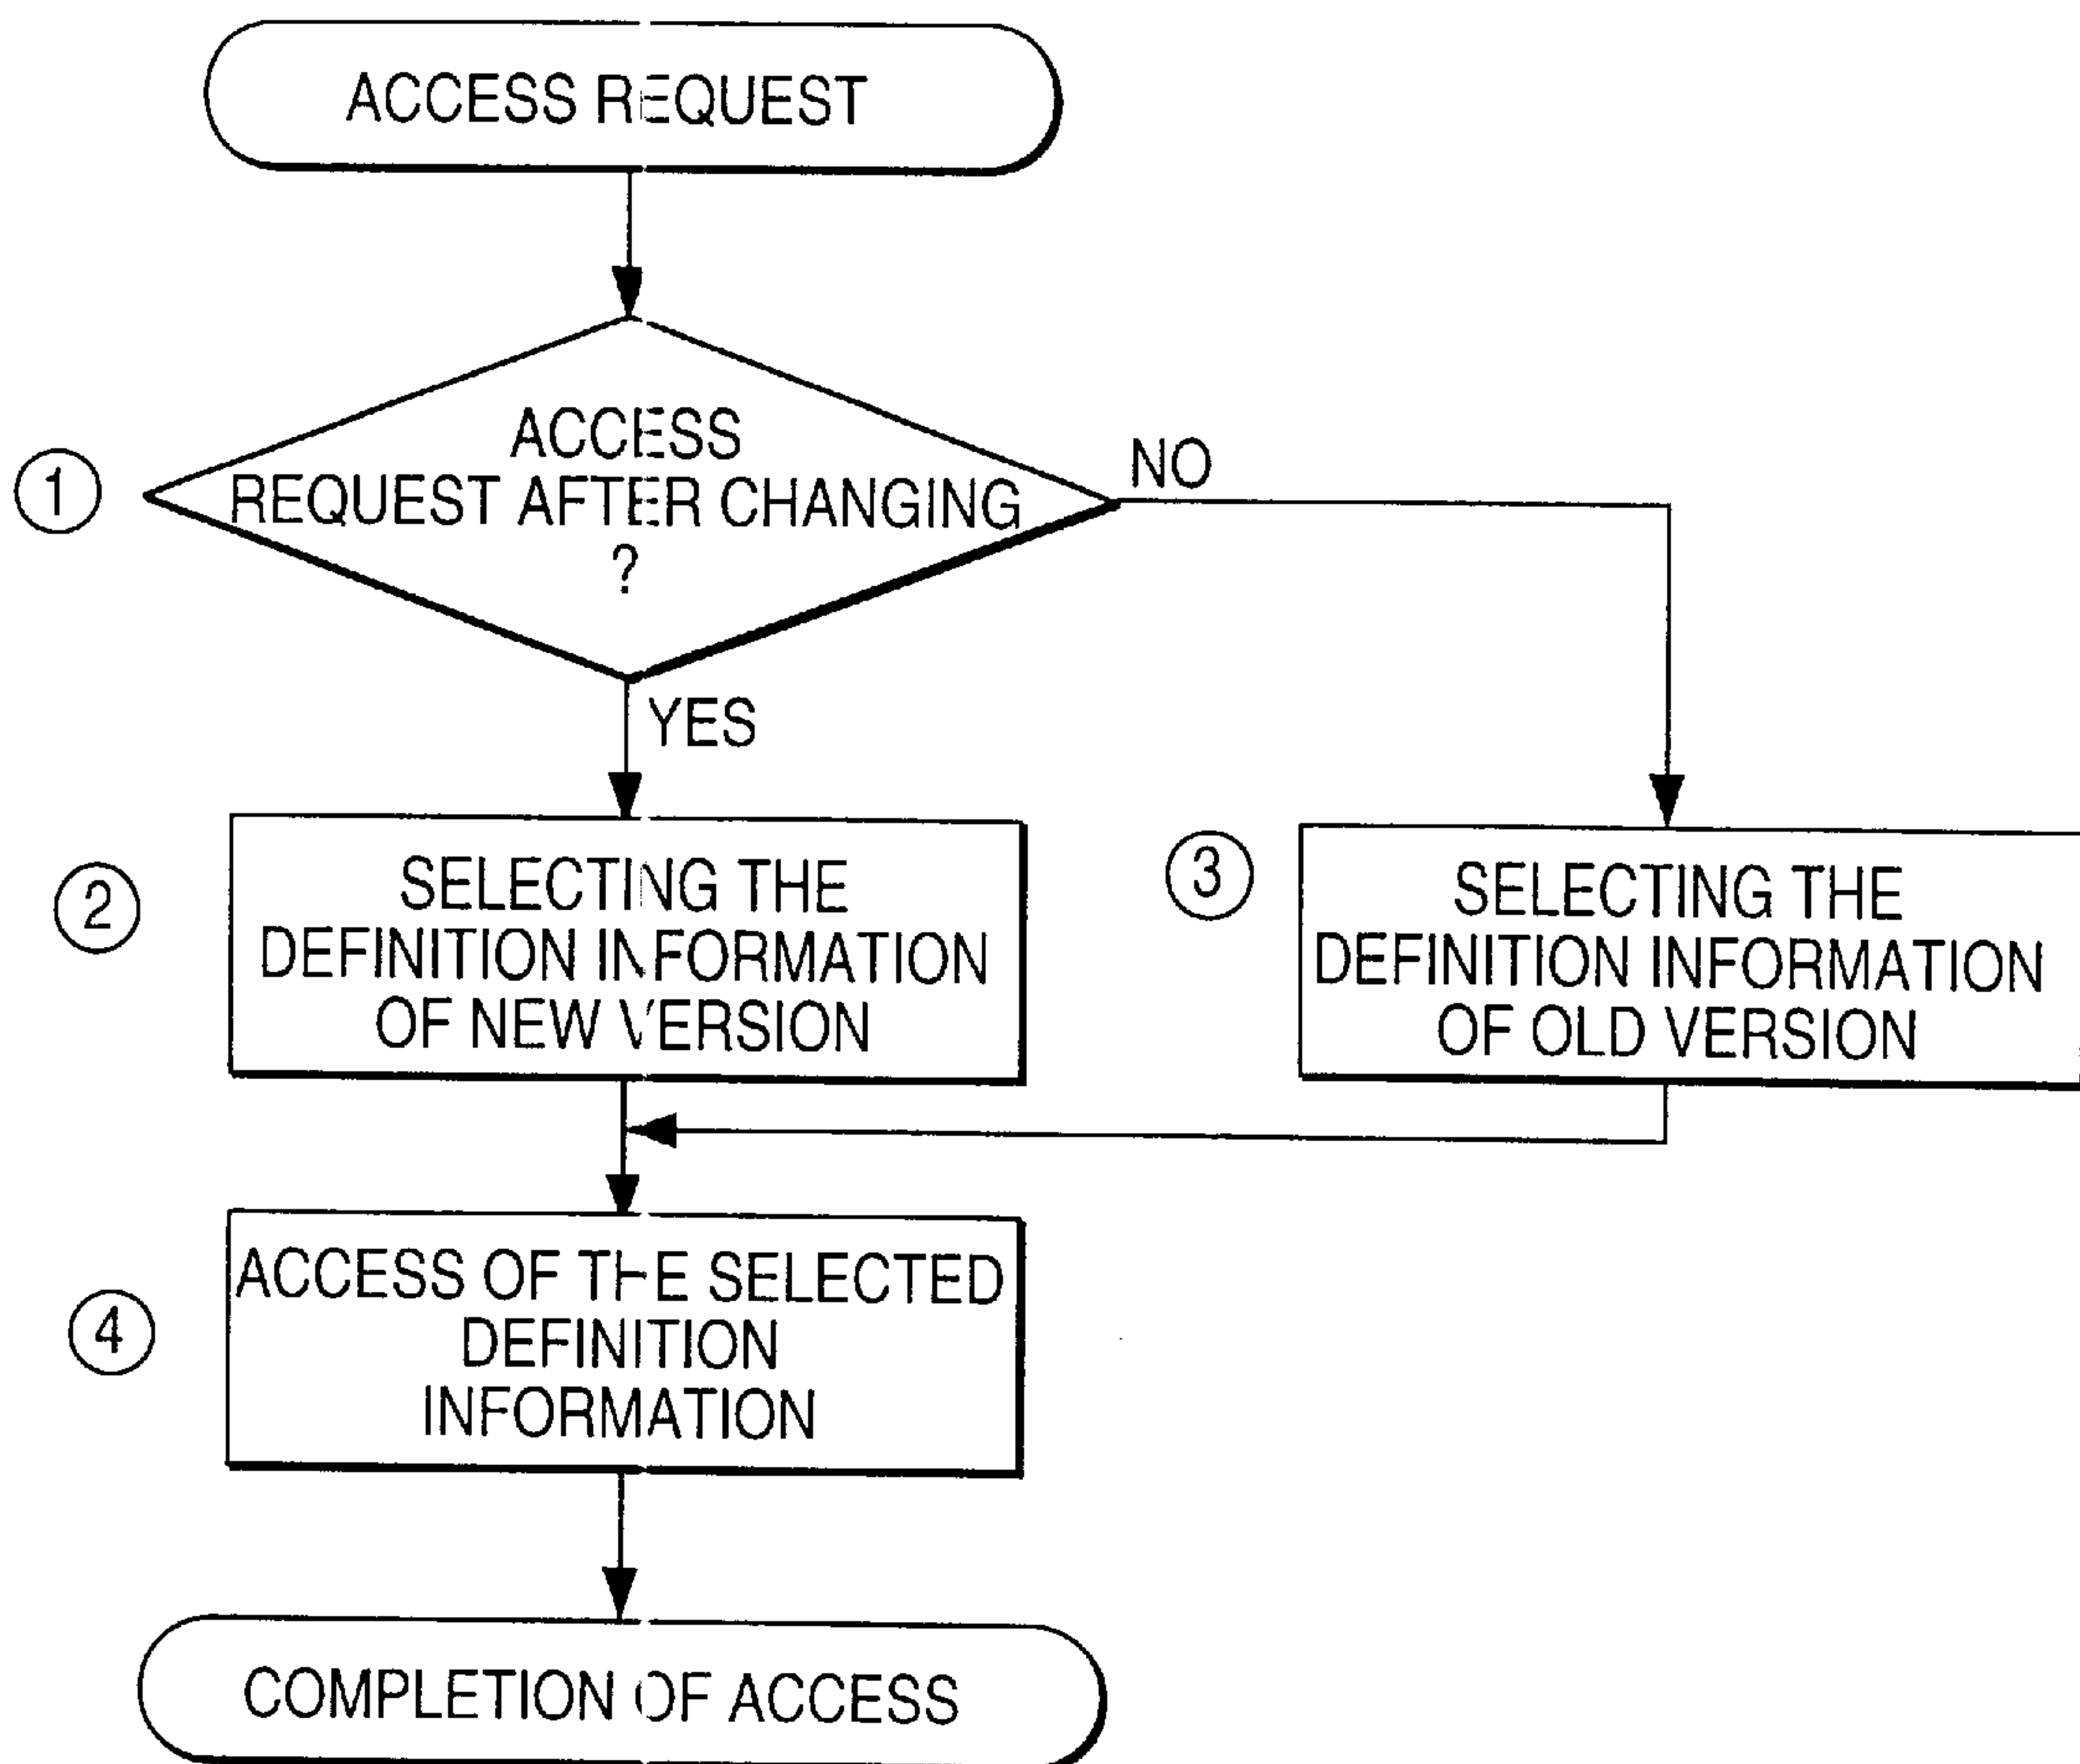 ACCESS REQUEST
1
ACCESS
REQUEST AFTER CHANGING
?
NO
YES
2
SELECTING THE
DEFINITION INFORMATION
OF NEW VERSION
3
SELECTING THE
DEFINITION INFORMATION
OF OLD VERSION
4
ACCESS OF THE SELECTED
DEFINITION
INFORMATION
COMPLETION OF ACCESS